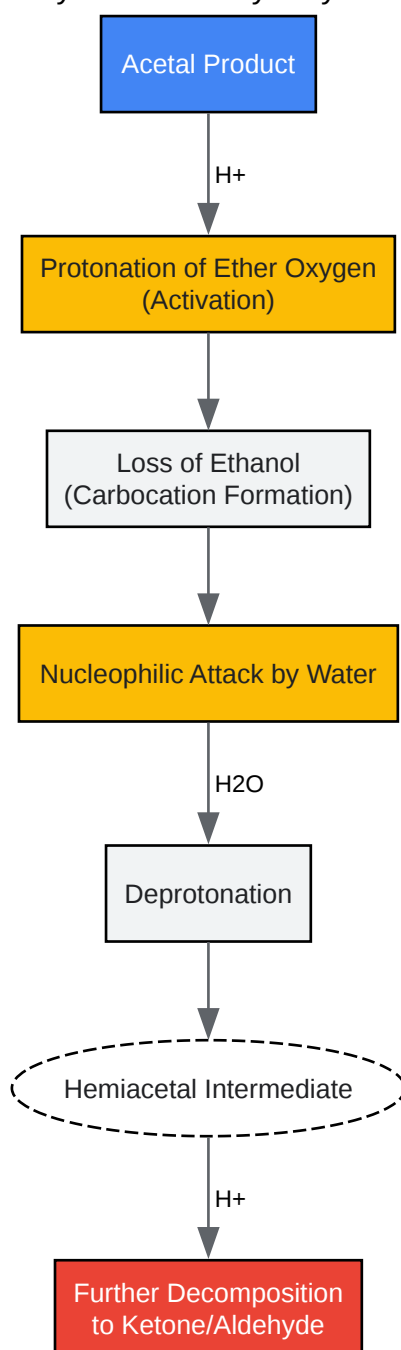 Acetal Product
H+
Protonation of Ether Oxygen
(Activation)
Loss of Ethanol
(Carbocation Formation)
Nucleophilic Attack by Water
H2O
Deprotonation
Hemiacetal Intermediate
H+
Further Decomposition
to Ketone/Aldehyde